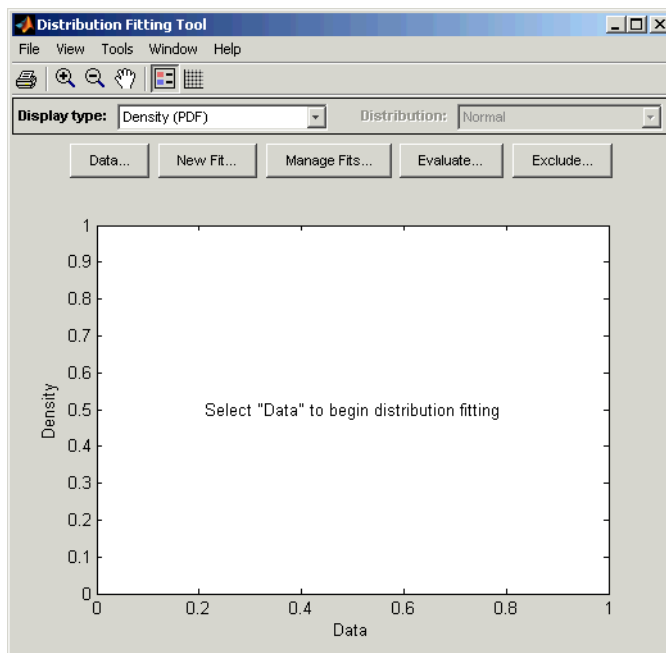 Distribution Fitting Tool
File View Tools Window Help
Display type: Density (PDF) Distribution: Normal
Data... New Fit... Manage Fits... Evaluate... Exclude...
1
0.9
0.8
0.7
0.6
0.5
0.4
0.3
0.2
0.1
0
Density
Select "Data" to begin distribution fitting
0 0.2 0.4 0.6 0.8 1
Data